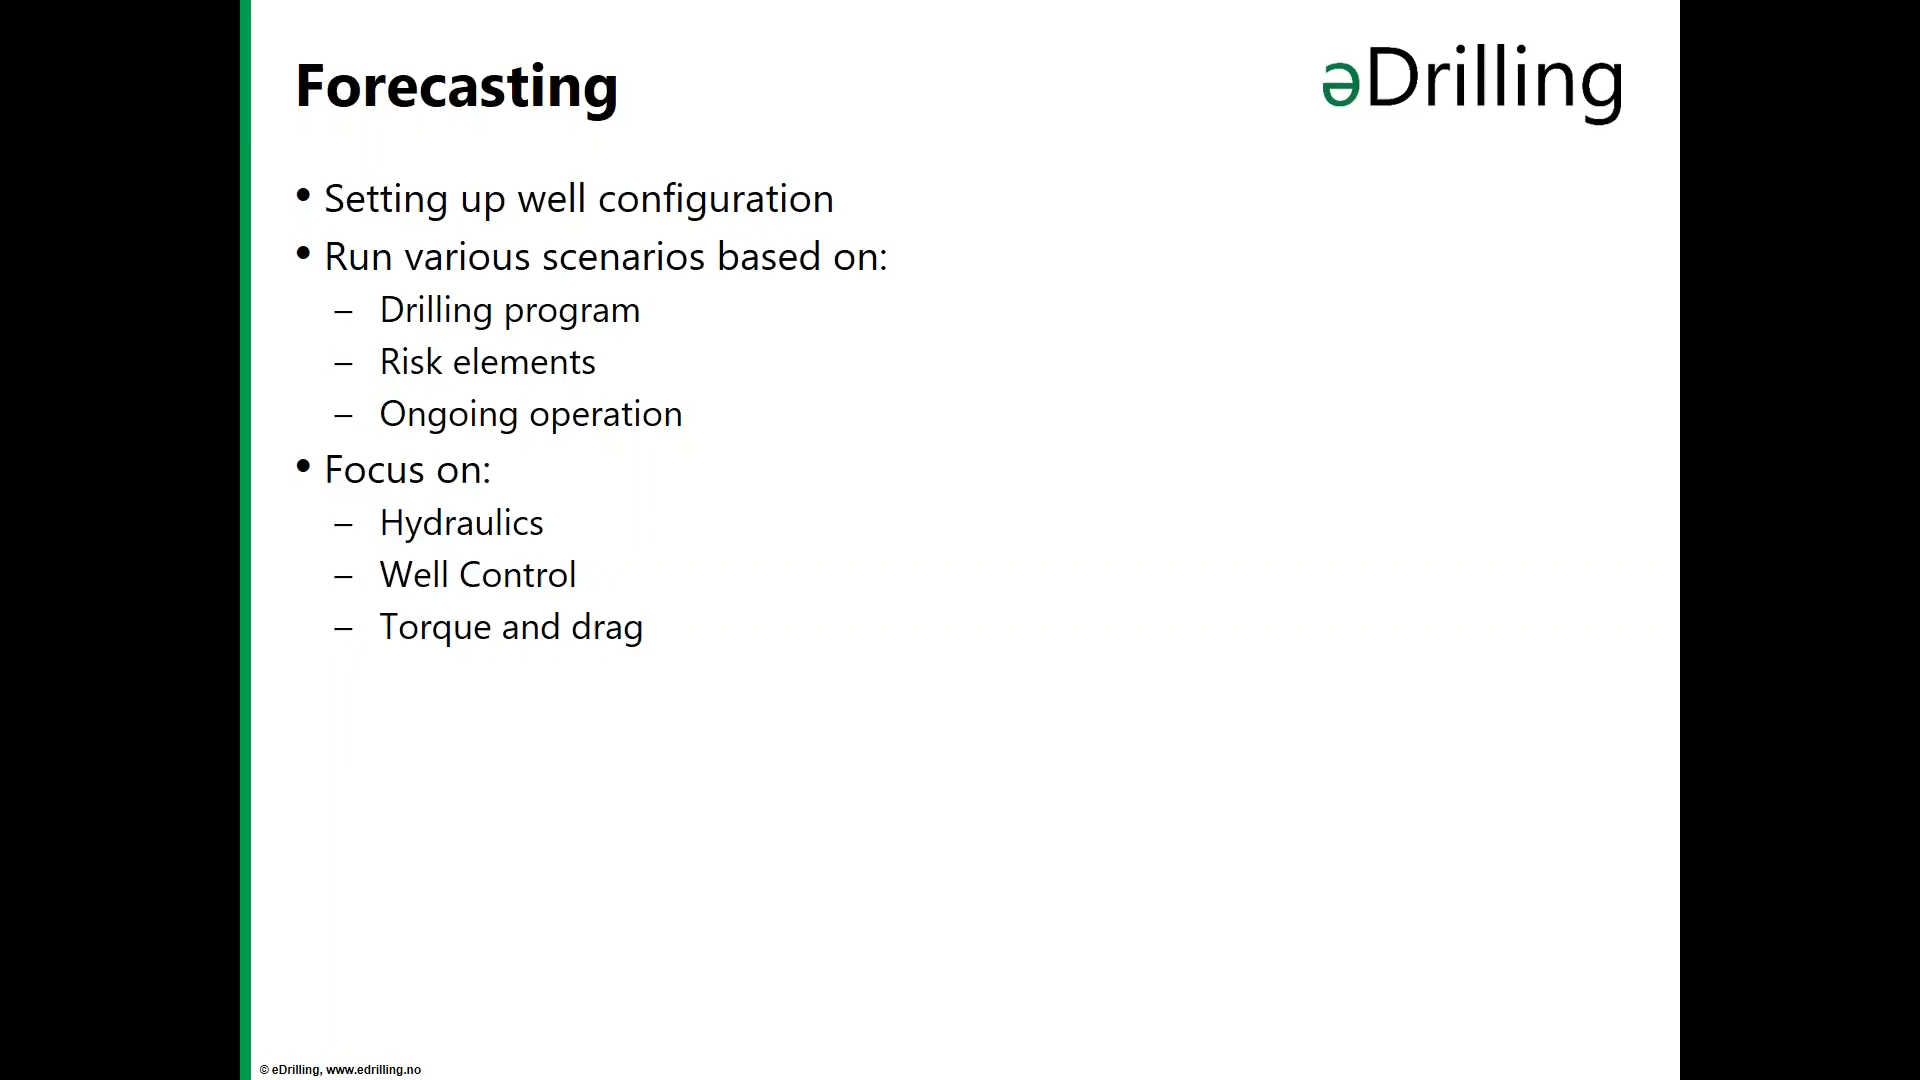 Forecasting
əDrilling
• Setting up well configuration
• Run various scenarios based on:
– Drilling program
– Risk elements
– Ongoing operation
• Focus on:
– Hydraulics
– Well Control
– Torque and drag
© eDrilling, www.edrilling.no